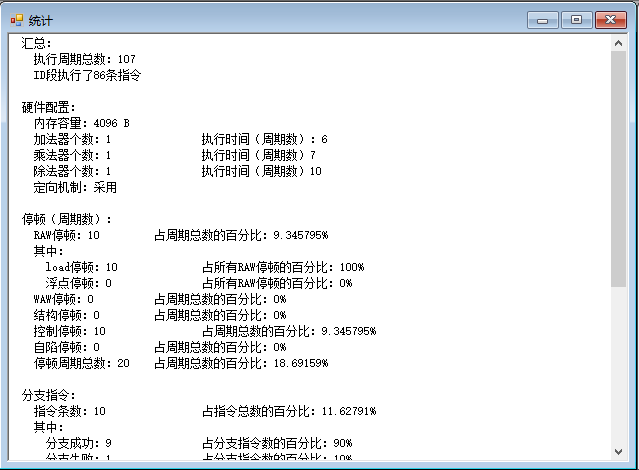 统计
汇总：
执行周期总数：107
ID段执行了86条指令
硬件配置：
内存容量：4096 B
加法器个数：1 执行时间（周期数）：6
乘法器个数：1 执行时间（周期数）7
除法器个数：1 执行时间（周期数）10
定向机制：采用
停顿（周期数）：
RAW停顿：10 占周期总数的百分比：9.345795%
其中：
load停顿：10 占所有RAW停顿的百分比：100%
浮点停顿：0 占所有RAW停顿的百分比：0%
WAW停顿：0 占周期总数的百分比：0%
结构停顿：0 占周期总数的百分比：0%
控制停顿：10 占周期总数的百分比：9.345795%
自陷停顿：0 占周期总数的百分比：0%
停顿周期总数：20 占周期总数的百分比：18.69159%
分支指令：
指令条数：10 占指令总数的百分比：11.62791%
其中：
分支成功：9 占分支指令数的百分比：90%
分支失败：1 占分支指令数的百分比：10%